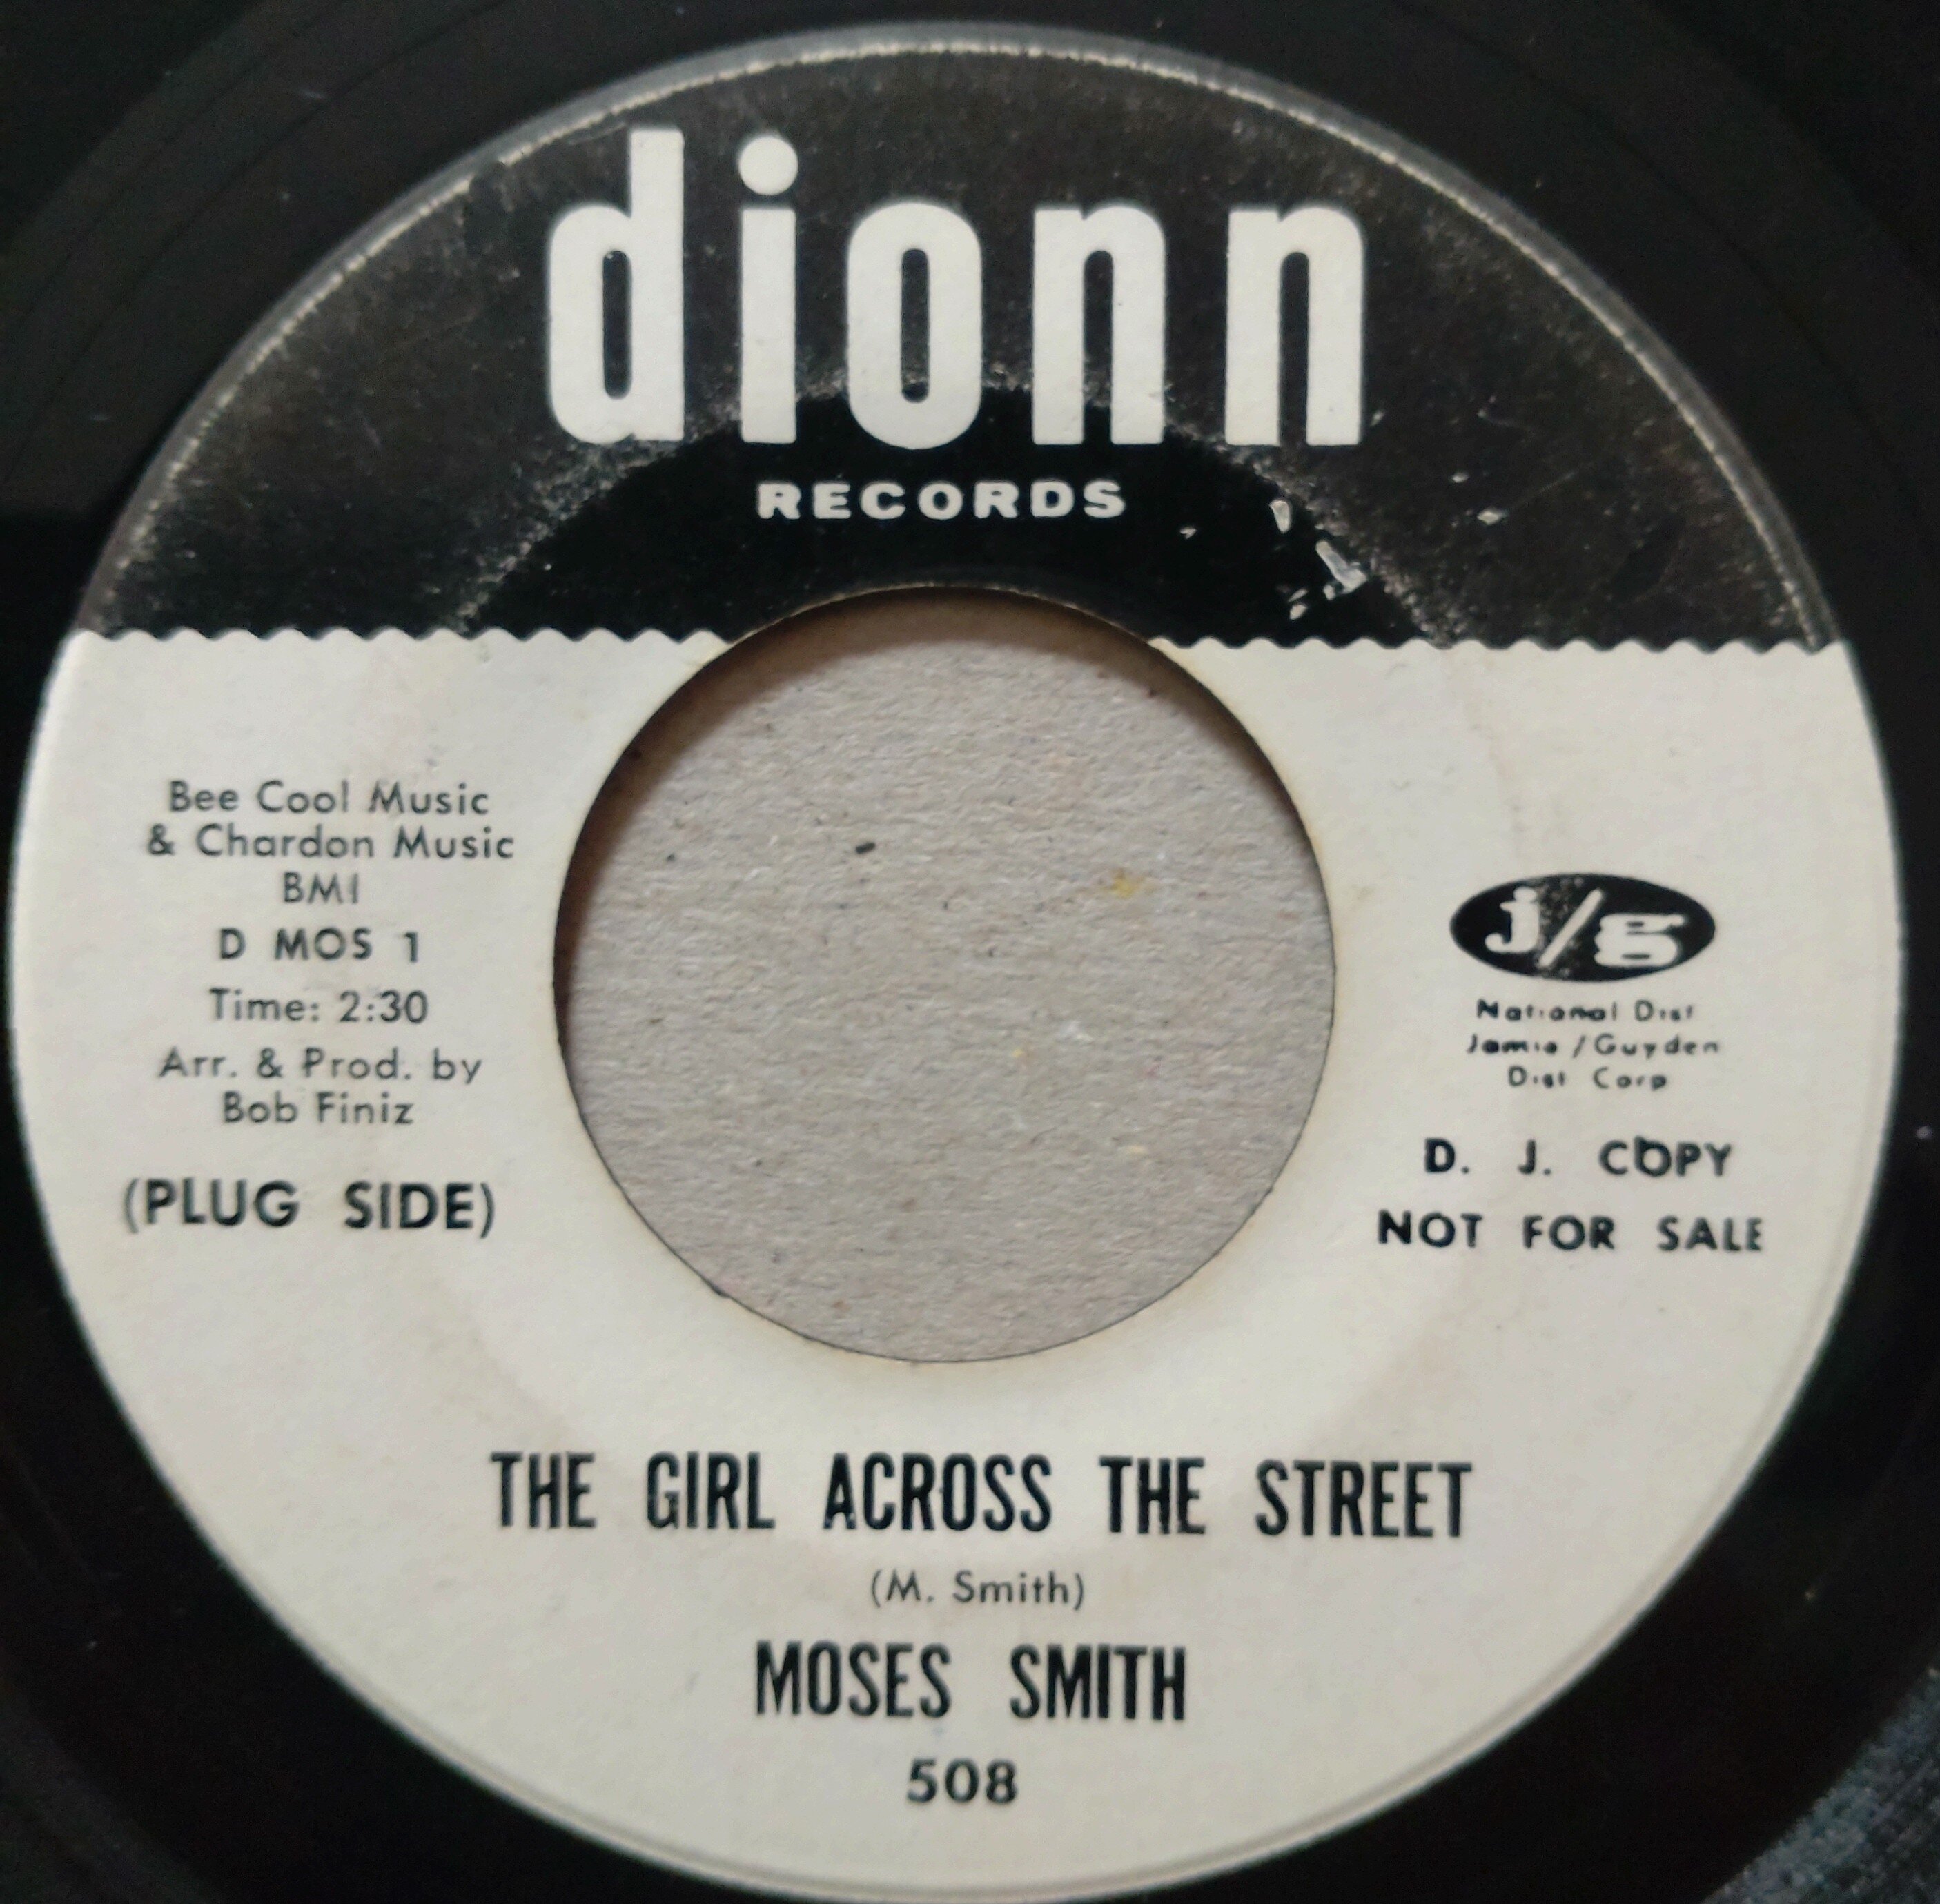 dionn
RECORDS
Bee Cool Music
& Chardon Music
BMI
D MOS 1
Time: 2:30
Arr. & Prod. by
Bob Finiz
(PLUG SIDE)
j/g
National Dist
Jamie / Guyden
Dist Corp
D. J. COPY
NOT FOR SALE
THE GIRL ACROSS THE STREET
(M. Smith)
MOSES SMITH
508